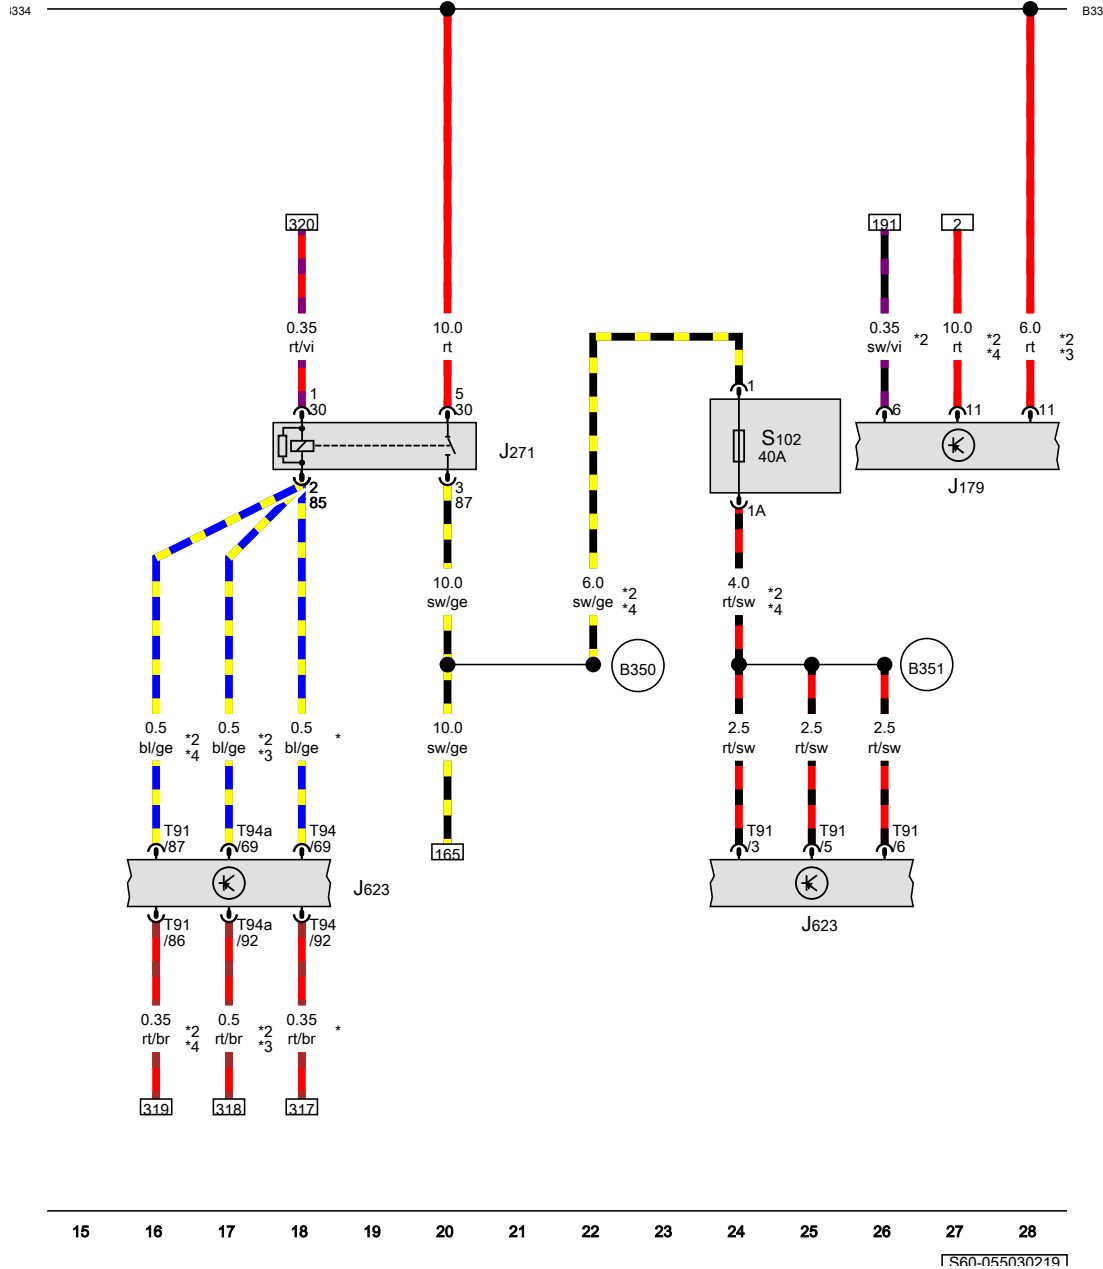 B33
320
191
2
0.35
rt/vi
10.0
rt
0.35
sw/vi
*2
10.0
rt
*2
*4
6.0
rt
*2
*3
1
30
5
30
1
6
11
11
S102
40A
J271
J179
2
85
3
87
1A
10.0
sw/ge
6.0
sw/ge
*2
*4
4.0
rt/sw
*2
*4
B350
B351
0.5
bl/ge
*2
*4
0.5
bl/ge
*2
*3
0.5
bl/ge
*
10.0
sw/ge
2.5
rt/sw
2.5
rt/sw
2.5
rt/sw
T91
/87
T94a
/69
T94
/69
165
T91
/3
T91
/5
T91
/6
J623
J623
T91
/86
T94a
/92
T94
/92
0.35
rt/br
*2
*4
0.5
rt/br
*2
*3
0.35
rt/br
*
319
318
317
15 16 17 18 19 20 21 22 23 24 25 26 27 28
S60-055030219